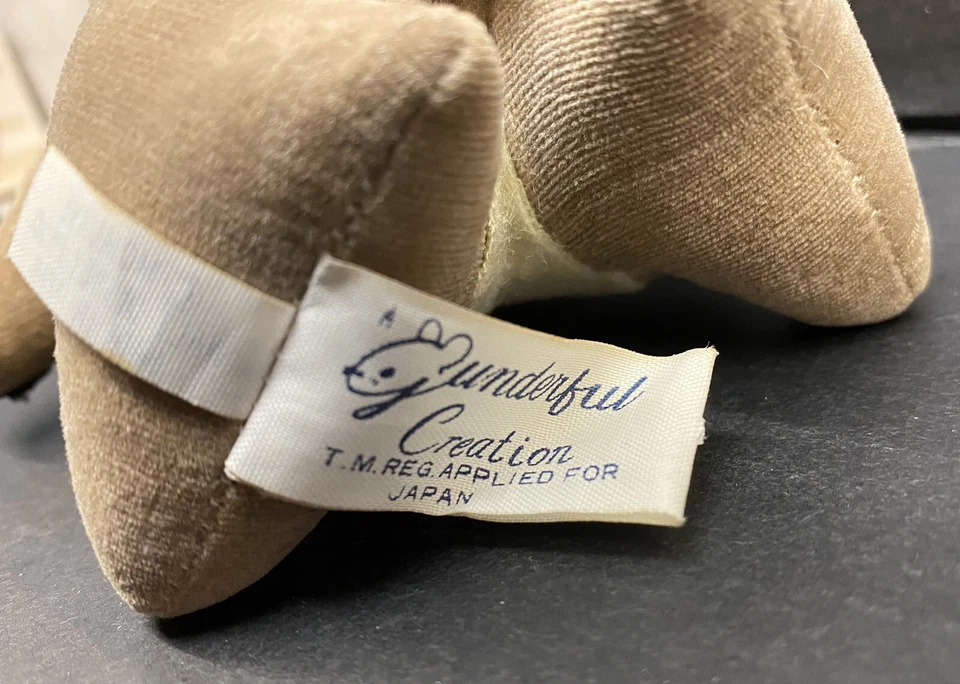 A
Gunderful
Creation
T.M.REG.APPLIED FOR
JAPAN